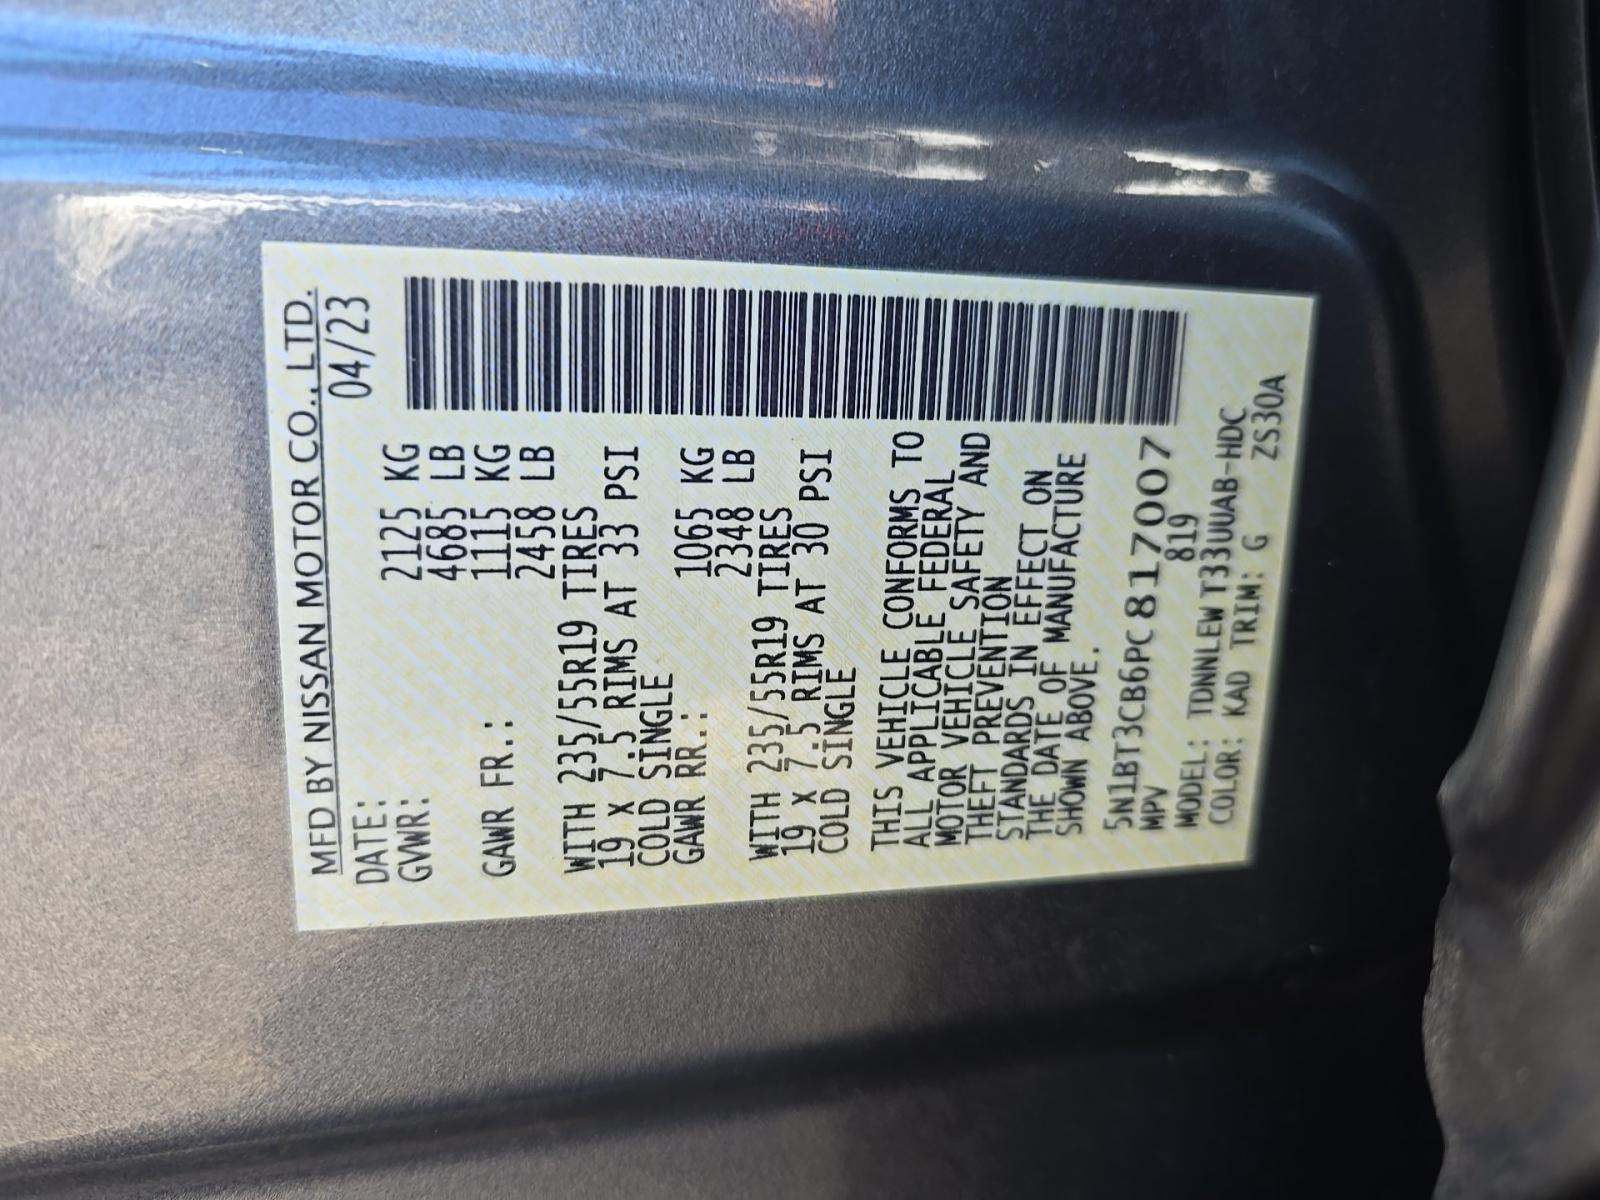 MFD BY NISSAN MOTOR CO., LTD.
DATE: 04/23
GVWR: 2125 KG
4685 LB
GAWR FR.: 1115 KG
2458 LB
WITH 235/55R19 TIRES
19 X 7.5 RIMS AT 33 PSI
COLD SINGLE
GAWR RR.: 1065 KG
2348 LB
WITH 235/55R19 TIRES
19 X 7.5 RIMS AT 30 PSI
COLD SINGLE
THIS VEHICLE CONFORMS TO
ALL APPLICABLE FEDERAL
MOTOR VEHICLE SAFETY AND
THEFT PREVENTION
STANDARDS IN EFFECT ON
THE DATE OF MANUFACTURE
SHOWN ABOVE.
5N1BT3CB6PC817007
MPV 819
MODEL: TDNNLEW T33UUAB-HDC
COLOR: KAD TRIM: G ZS30A